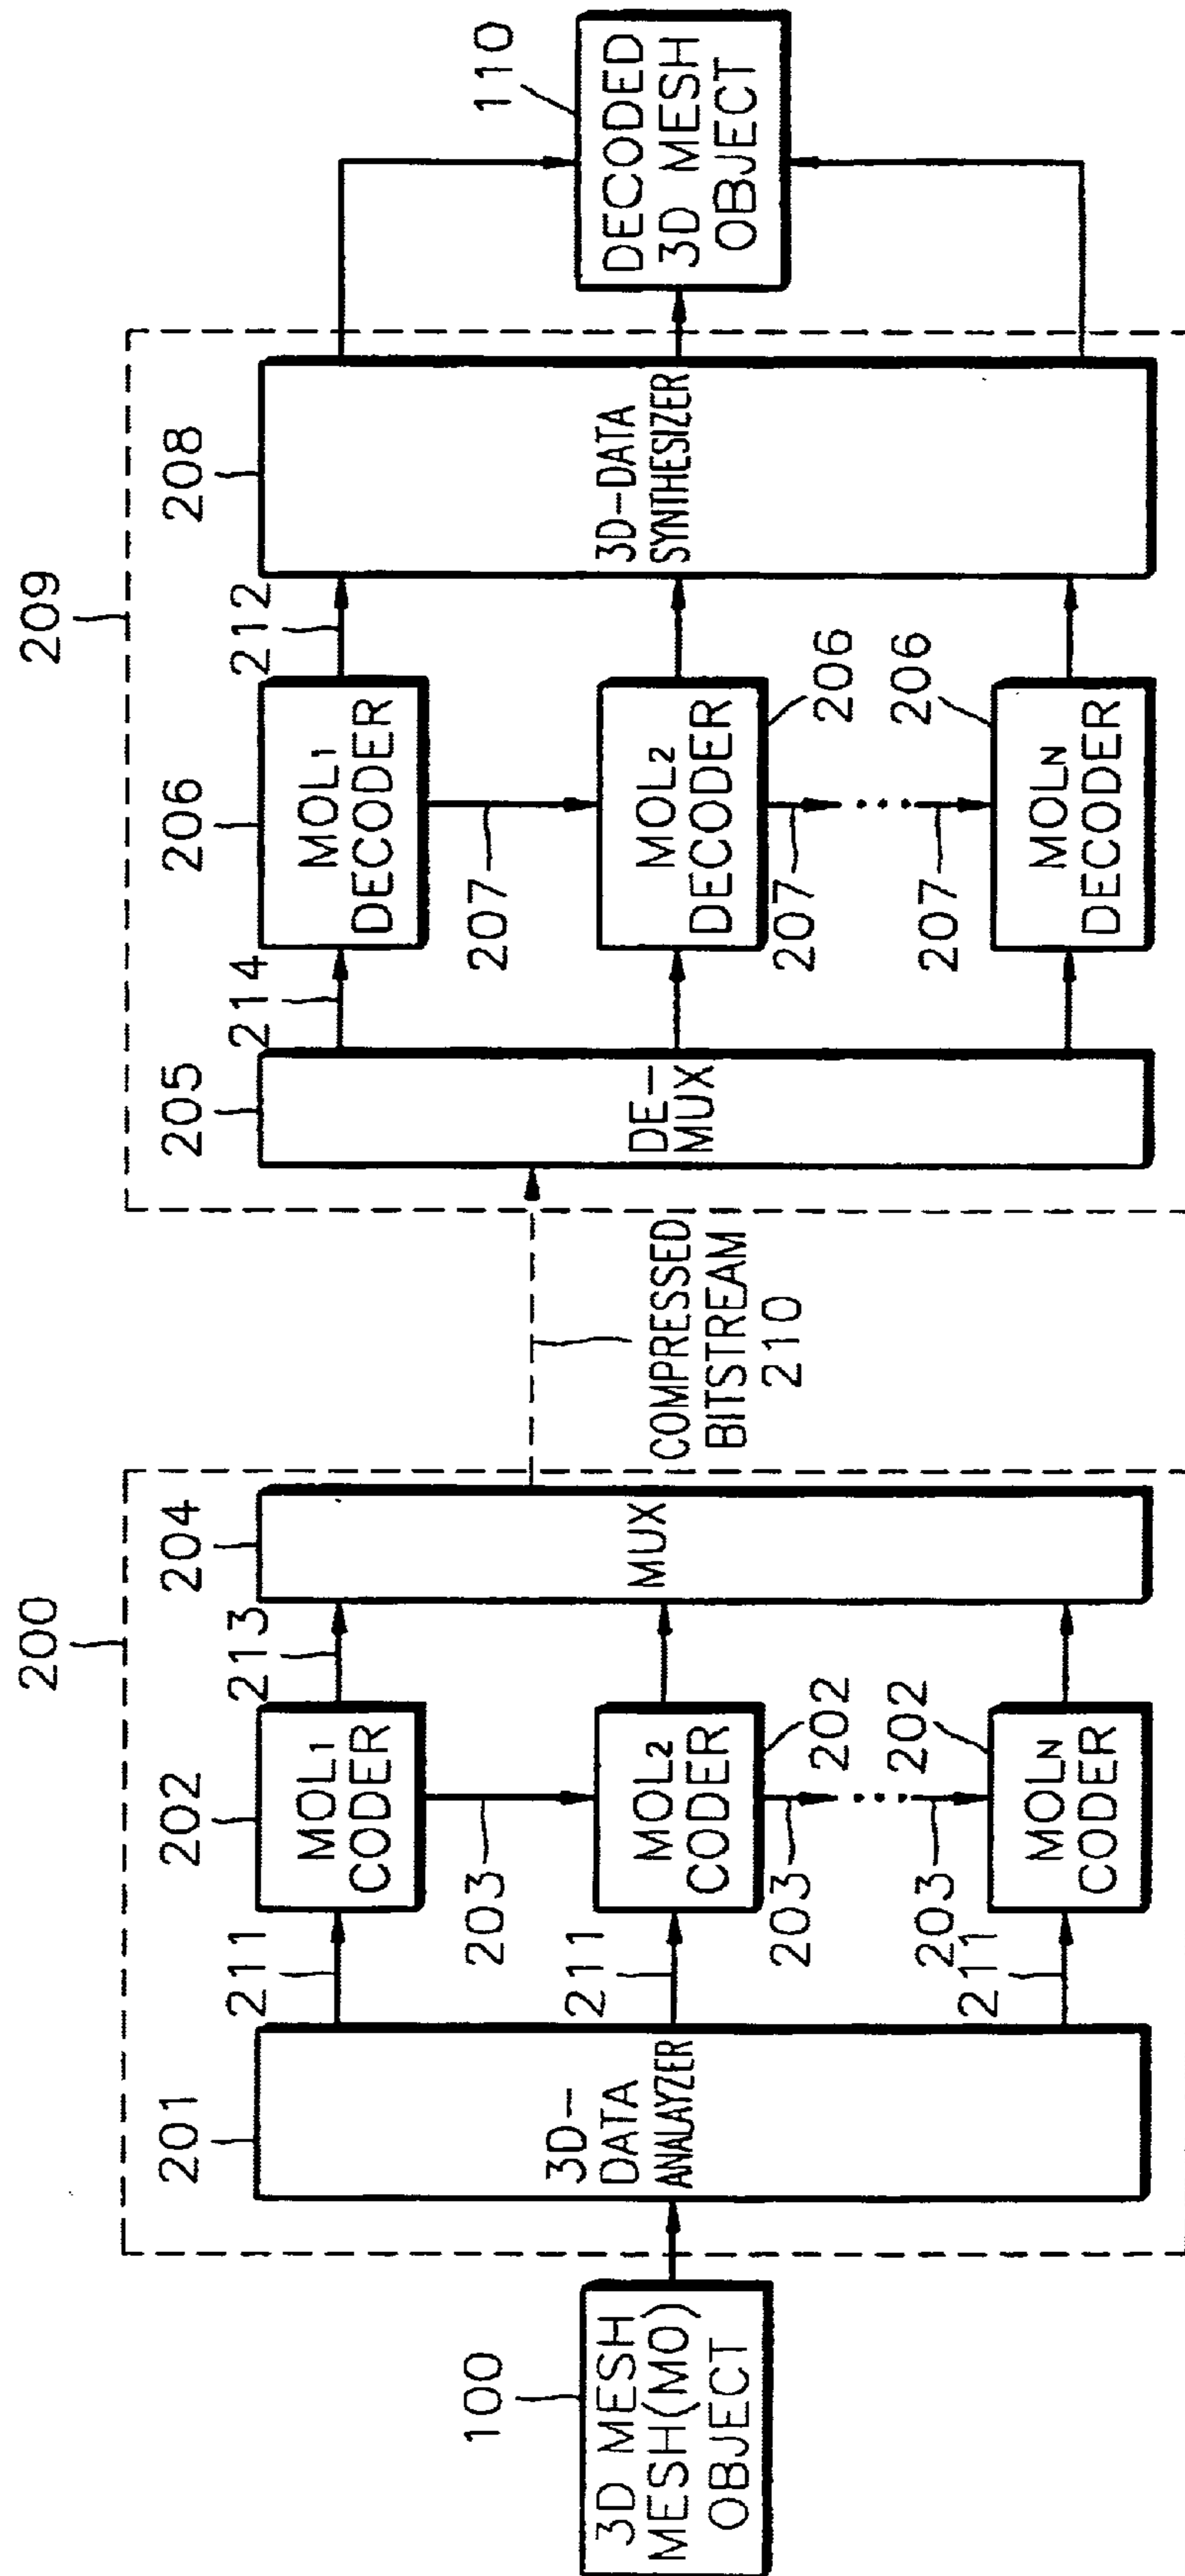 100
3D MESH
MESH(MO)
OBJECT
200
201
3D-
DATA
ANALAYZER
211
211
211
202
MOL1
CODER
203
MOL2
CODER
202
203
203
202
MOLN
CODER
213
204
MUX
COMPRESSED
BITSTREAM
210
209
205
DE-
MUX
214
206
MOL1
DECODER
207
MOL2
DECODER
206
207
207
206
MOLN
DECODER
212
208
3D-DATA
SYNTHESIZER
110
DECODED
3D MESH
OBJECT